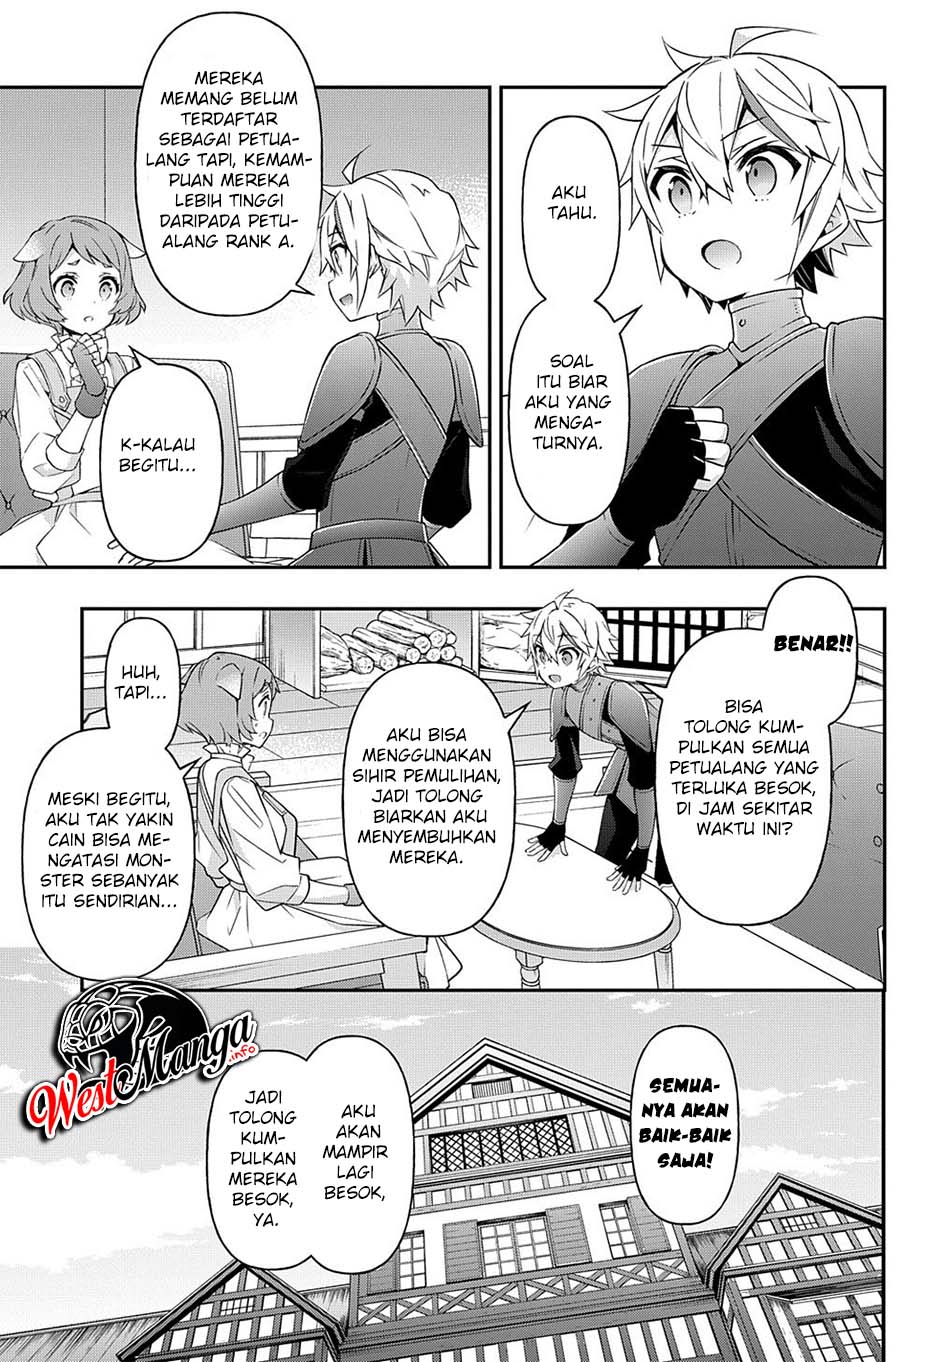 AKU
TAHU.
SOAL
ITU BIAR
AKU YANG
MENGA-
TURNYA.
MEREKA
MEMANG BELUM
TERDAFTAR
SEBAGAI PETUA-
LANG TAPI, KEMAM-
PUAN MEREKA
LEBIH TINGGI
DARIPADA PETU-
ALANG RANK A.
K-KALAU
BEGITU...
BENAR!!
BISA
TOLONG KUM-
PULKAN SEMUA
PETUALANG YANG
TERLUKA BESOK,
DI JAM SEKITAR
WAKTU INI?
AKU BISA
MENGGUNAKAN
SIHIR PEMULIHAN,
JADI TOLONG
BIARKAN AKU
MENYEMBUHKAN
MEREKA.
HUH,
TAPI...
MESKI BEGITU,
AKU TAK YAKIN
CAIN BISA ME-
NGATASI MON-
STER SEBANYAK
ITU SENDIRIAN...
SEMUA-
NYA AKAN
BAIK-BAIK
SAJA!
AKU
AKAN
MAMPIR
LAGI
BESOK,
JADI
TOLONG
KUM-
PULKAN
MEREKA
BESOK,
YA.
WestManga
.info